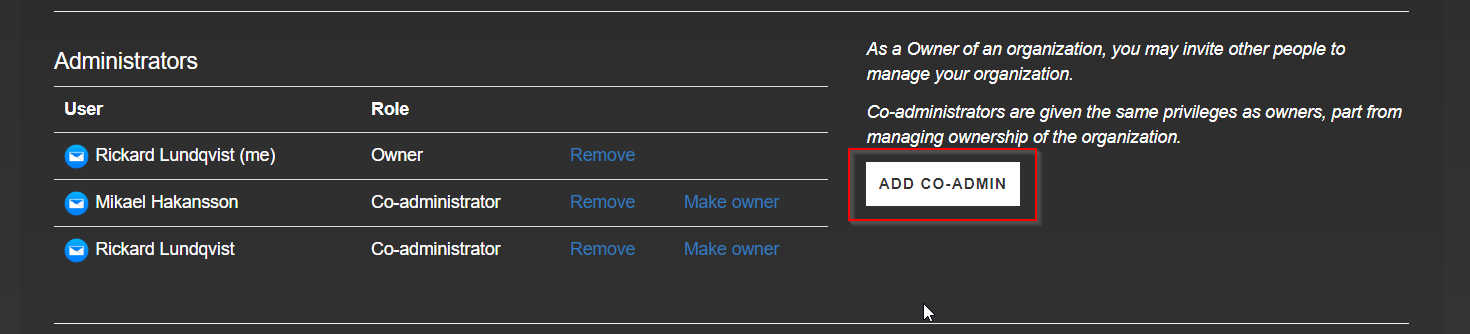 Administrators
User Role
Rickard Lundqvist (me) Owner Remove
Mikael Hakansson Co-administrator Remove Make owner
Rickard Lundqvist Co-administrator Remove Make owner
As a Owner of an organization, you may invite other people to
manage your organization.
Co-administrators are given the same privileges as owners, part from
managing ownership of the organization.
ADD CO-ADMIN